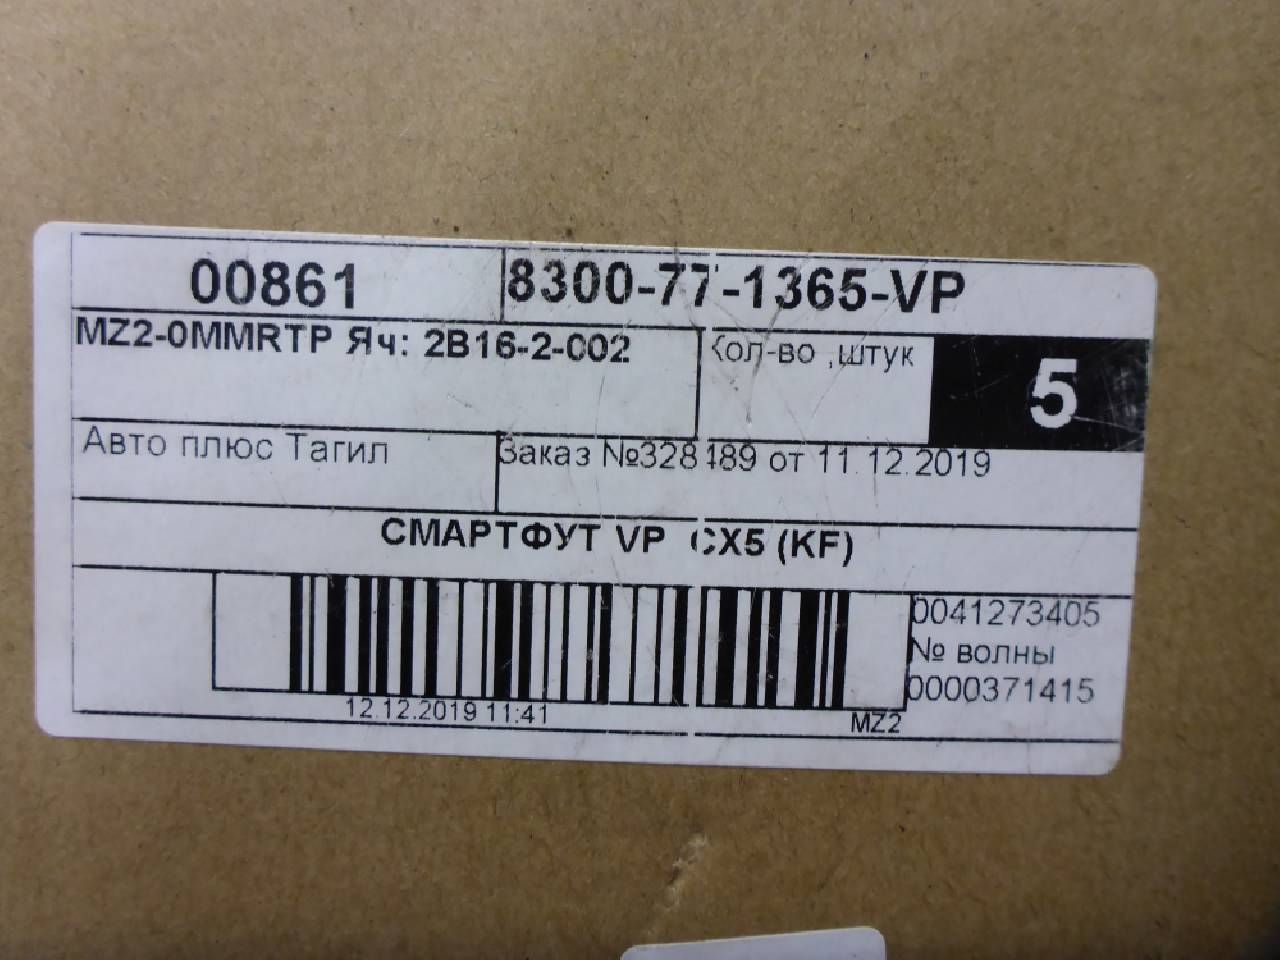 00861 8300-77-1365-VP
MZ2-0MMRTP Яч: 2B16-2-002 Кол-во ,штук 5
Авто плюс Тагил Заказ №328489 от 11.12.2019
СМАРТФУТ VP CX5 (KF)
0041273405
№ волны
0000371415
12.12.2019 11:41 MZ2